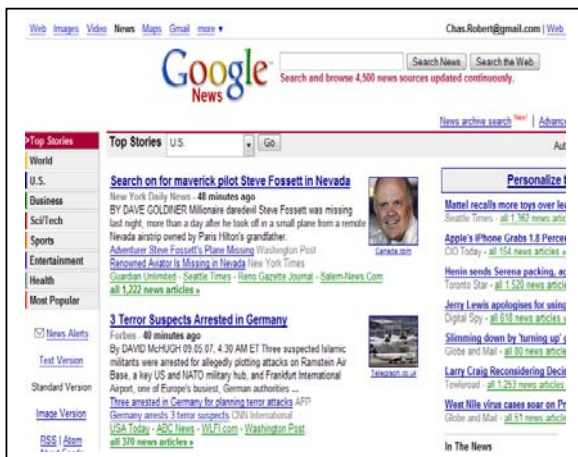 Web Images Video News Maps Gmail more ▼
Chas.Robert@gmail.com | Web
Google
News
Search News
Search the Web
Search and browse 4,500 news sources updated continuously.
News archive search New! | Advance
>Top Stories
World
U.S.
Business
Sci/Tech
Sports
Entertainment
Health
Most Popular
News Alerts
Text Version
Standard Version
Image Version
RSS | Atom
About Feeds
Top Stories U.S. Go
Aut
Search on for maverick pilot Steve Fossett in Nevada
New York Daily News - 48 minutes ago
BY DAVE GOLDINER Millionaire daredevil Steve Fossett was missing
last night, more than a day after he took off in a small plane from a remote
Nevada airstrip owned by Paris Hilton's grandfather.
Adventurer Steve Fossett's Plane Missing Washington Post
Renowned Aviator Is Missing in Nevada New York Times
Guardian Unlimited - Seattle Times - Reno Gazette Journal - Salem-News.Com
all 1,222 news articles »
Canada.com
3 Terror Suspects Arrested in Germany
Forbes - 40 minutes ago
By DAVID McHUGH 09.05.07, 4:30 AM ET Three suspected Islamic
militants were arrested for allegedly plotting attacks on Ramstein Air
Base, a key US and NATO military hub, and Frankfurt International
Airport, one of Europe's busiest, German authorities ...
Three arrested in Germany for planning terror attacks AFP
Germany arrests 3 terror suspects CNN International
USA Today - ABC News - WLFI.com - Washington Post
all 370 news articles »
Telegraph.co.uk
Personalize t
Mattel recalls more toys over lea
Seattle Times - all 1,362 news artic
Apple's iPhone Grabs 1.8 Percen
CIO Today - all 154 news articles »
Henin sends Serena packing, ag
Toronto Star - all 1,520 news article
Jerry Lewis apologises for using
Digital Spy - all 618 news articles »
Slimming down by 'turning up' g
Globe and Mail - all 80 news article
Larry Craig Reconsidering Decis
Towleroad - all 1,253 news articles
West Nile virus cases soar on Pr
Globe and Mail - all 51 news article
In The News